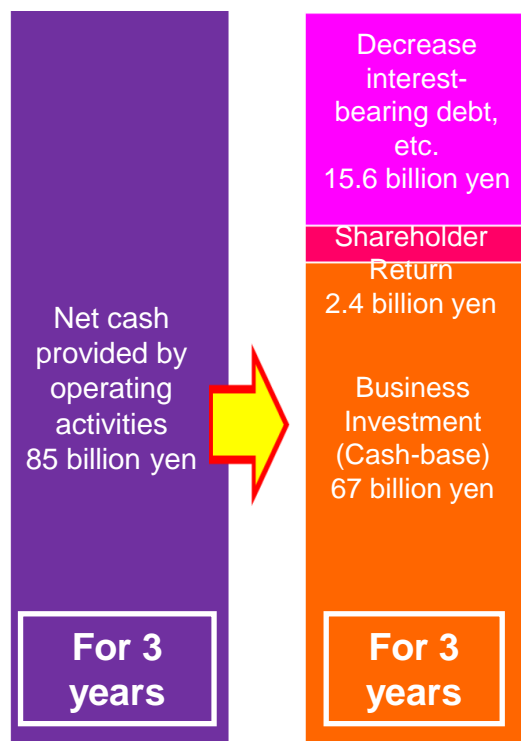 Net cash
provided by
operating
activities
85 billion yen
For 3
years
Decrease
interest-
bearing debt,
etc.
15.6 billion yen
Shareholder
Return
2.4 billion yen
Business
Investment
(Cash-base)
67 billion yen
For 3
years